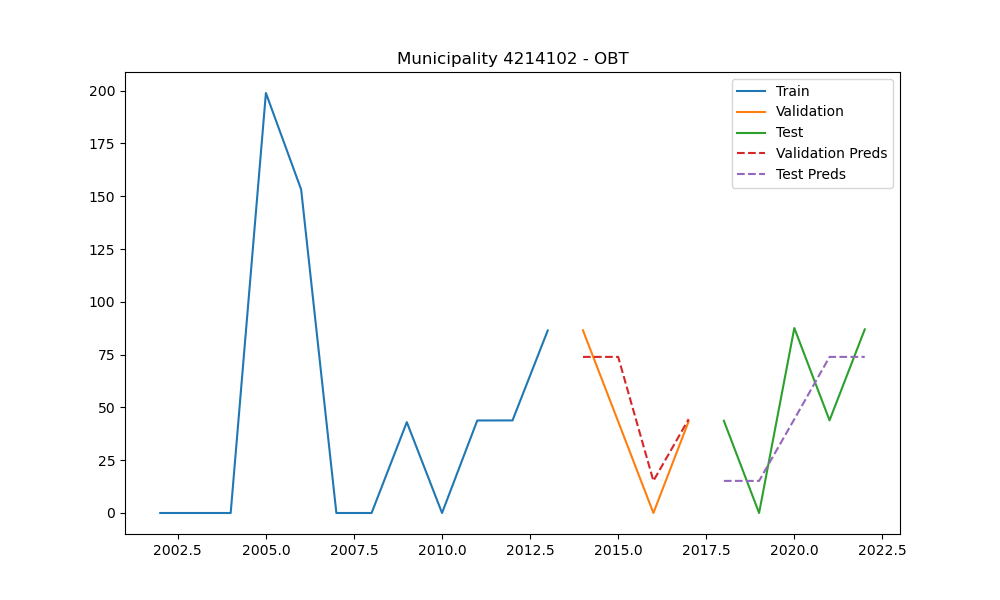 Municipality 4214102 - OBT
Train
Validation
Test
Validation Preds
Test Preds
200
175
150
125
100
75
50
25
0
2002.5 2005.0 2007.5 2010.0 2012.5 2015.0 2017.5 2020.0 2022.5